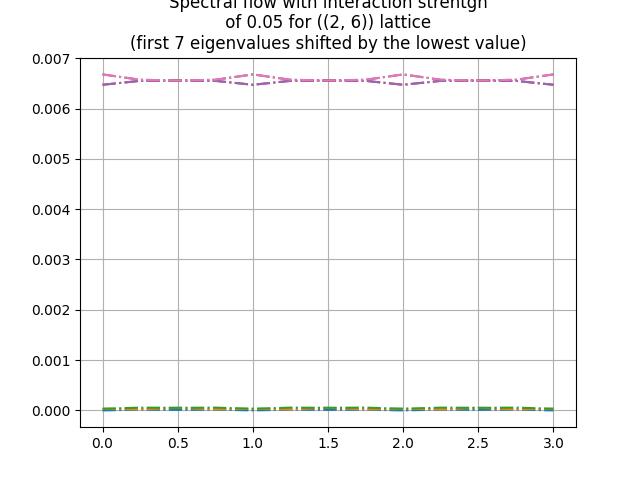 Spectral flow with interaction strentgh
of 0.05 for ((2, 6)) lattice
(first 7 eigenvalues shifted by the lowest value)
0.007
0.006
0.005
0.004
0.003
0.002
0.001
0.000
0.0 0.5 1.0 1.5 2.0 2.5 3.0